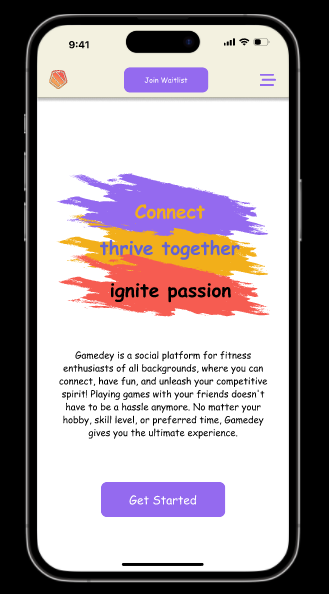 9:41
Join Waitlist
Connect
thrive together
ignite passion
Gamedey is a social platform for fitness
enthusiasts of all backgrounds, where you can
connect, have fun, and unleash your competitive
spirit! Playing games with your friends doesn`t
have to be a hassle anymore. No matter your
hobby, skill level, or preferred time, Gamedey
gives you the ultimate experience.
Get Started